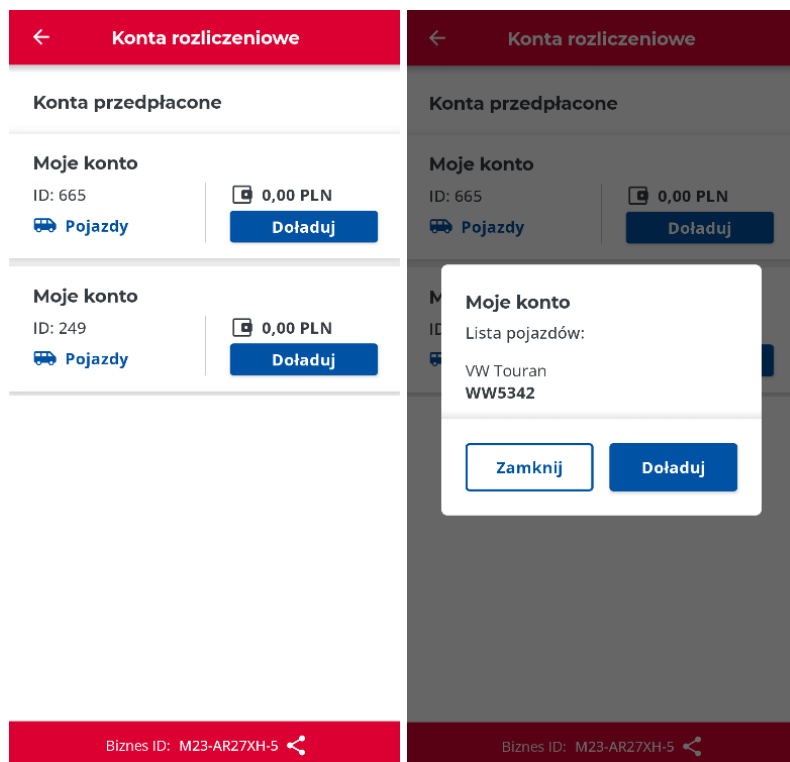 Konta rozliczeniowe
Konta przedpłacone
Moje konto
ID: 665
0,00 PLN
Pojazdy
Doładuj
Moje konto
ID: 249
0,00 PLN
Pojazdy
Doładuj
Biznes ID: M23-AR27XH-5
Konta rozliczeniowe
Konta przedpłacone
Moje konto
ID: 665
0,00 PLN
Pojazdy
Doładuj
M
ID
Moje konto
Lista pojazdów:
VW Touran
WW5342
Zamknij
Doładuj
Biznes ID: M23-AR27XH-5